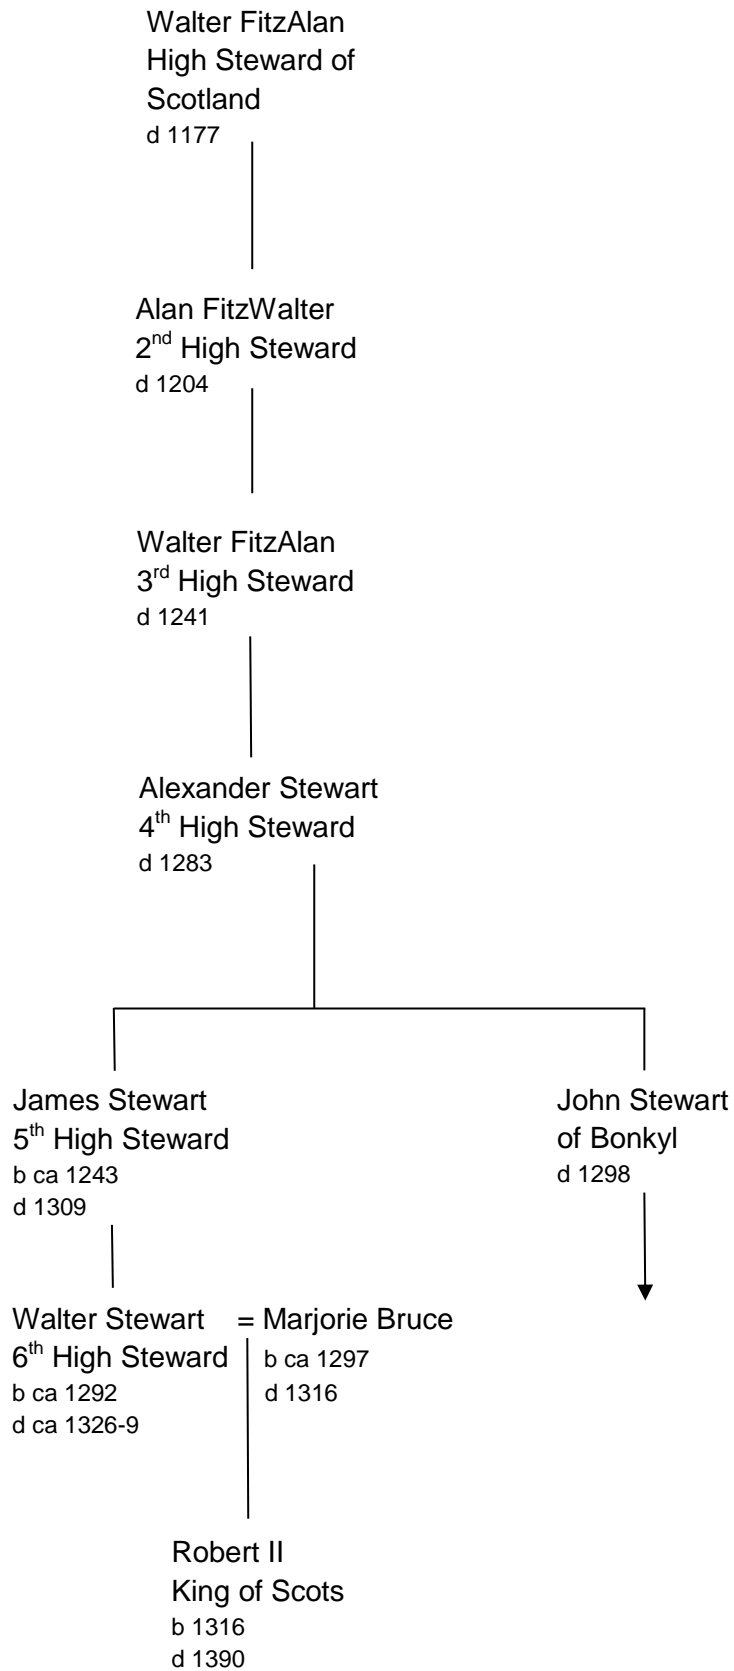 Walter FitzAlan
High Steward of
Scotland
d 1177
Alan FitzWalter
2nd High Steward
d 1204
Walter FitzAlan
3rd High Steward
d 1241
Alexander Stewart
4th High Steward
d 1283
James Stewart
5th High Steward
b ca 1243
d 1309
John Stewart
of Bonkyl
d 1298
Walter Stewart = Marjorie Bruce
6th High Steward
b ca 1292
d ca 1326-9
b ca 1297
d 1316
Robert II
King of Scots
b 1316
d 1390